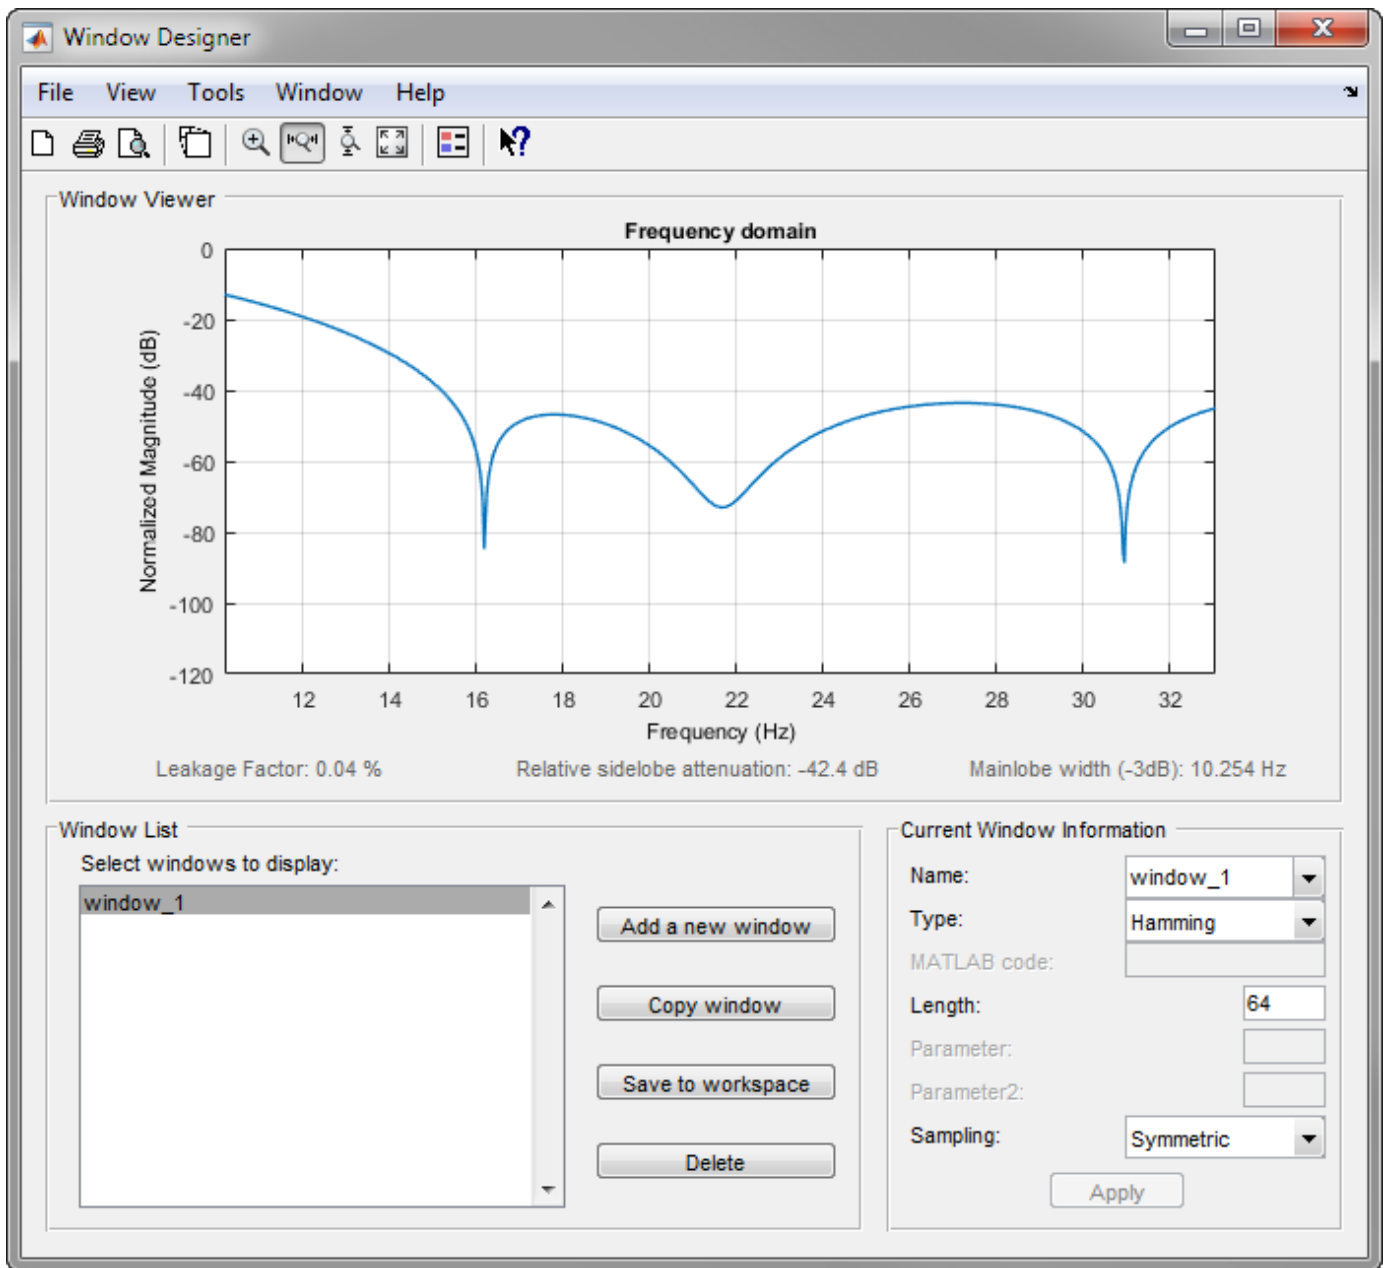 Window Designer
File View Tools Window Help
Window Viewer
Frequency domain
Normalized Magnitude (dB)
0
-20
-40
-60
-80
-100
-120
12 14 16 18 20 22 24 26 28 30 32
Frequency (Hz)
Leakage Factor: 0.04 % Relative sidelobe attenuation: -42.4 dB Mainlobe width (-3dB): 10.254 Hz
Window List
Select windows to display:
window_1
Add a new window
Copy window
Save to workspace
Delete
Current Window Information
Name: window_1
Type: Hamming
MATLAB code:
Length: 64
Parameter:
Parameter2:
Sampling: Symmetric
Apply